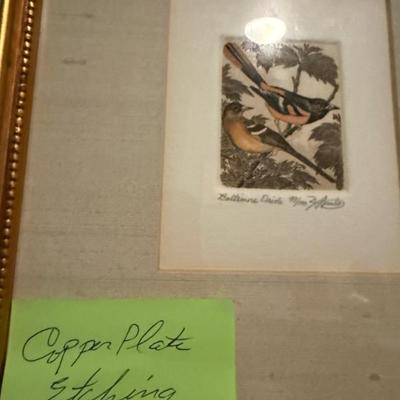 Baltimore Oriole
Copper Plate
Etching